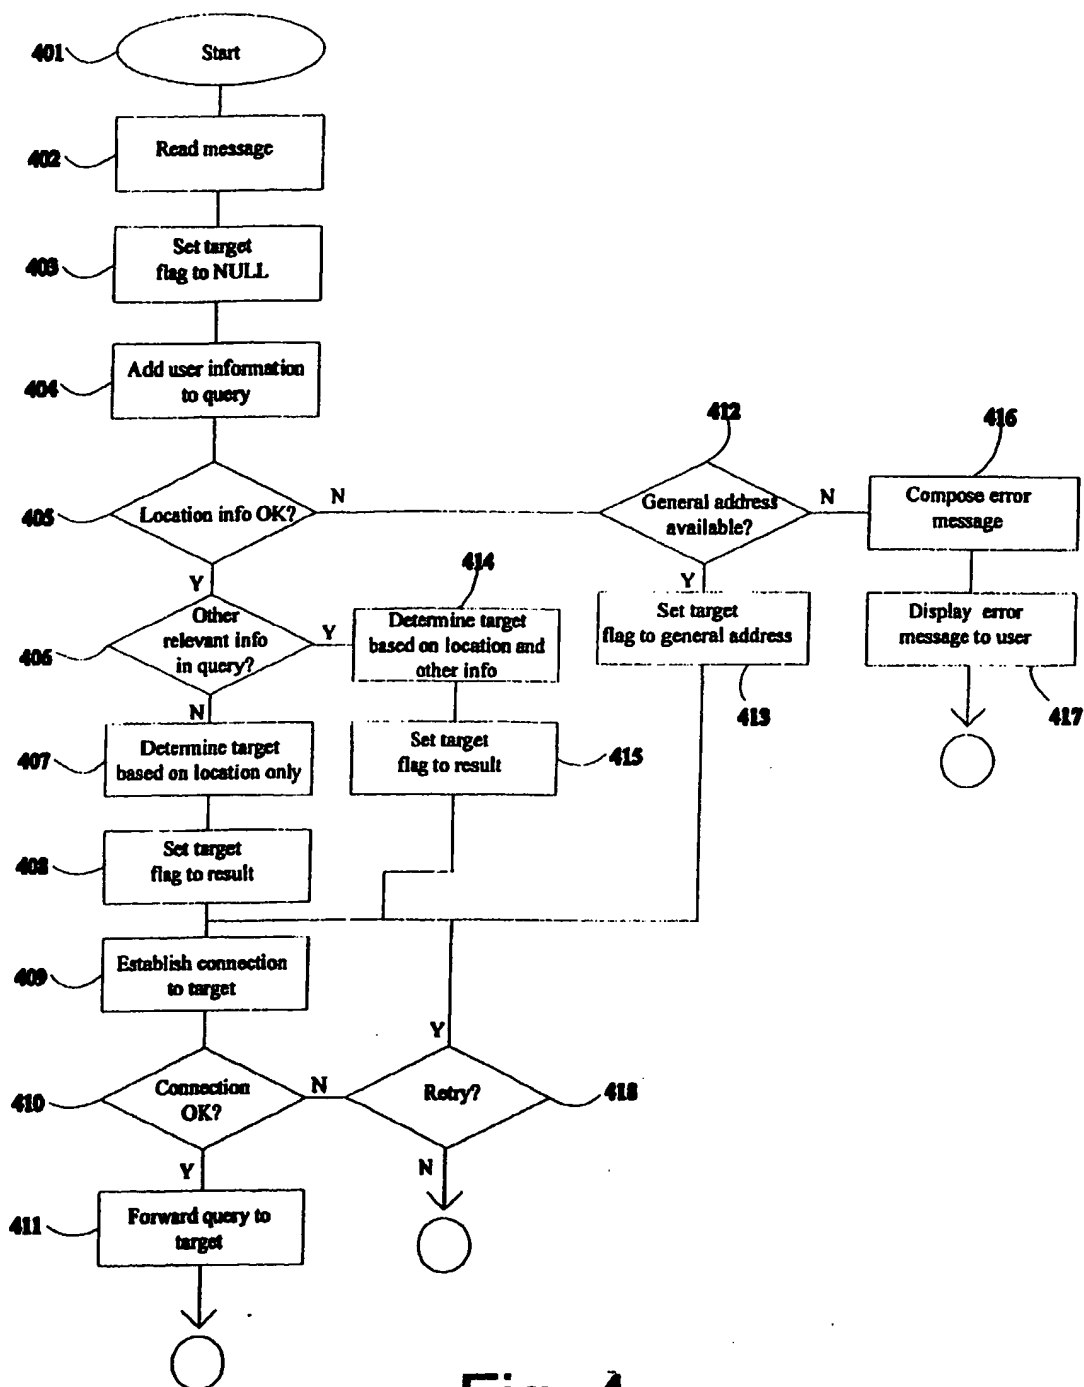 401
Start
402
Read message
403
Set target
flag to NULL
404
Add user information
to query
405
Location info OK?
N
Y
412
General address
available?
N
Y
416
Compose error
message
406
Other
relevant info
in query?
Y
N
414
Determine target
based on location and
other info
Set target
flag to general address
413
Display error
message to user
417
407
Determine target
based on location only
Set target
flag to result
415
408
Set target
flag to result
409
Establish connection
to target
410
Connection
OK?
N
Y
Y
Retry?
418
N
411
Forward query to
target
Fig. 4